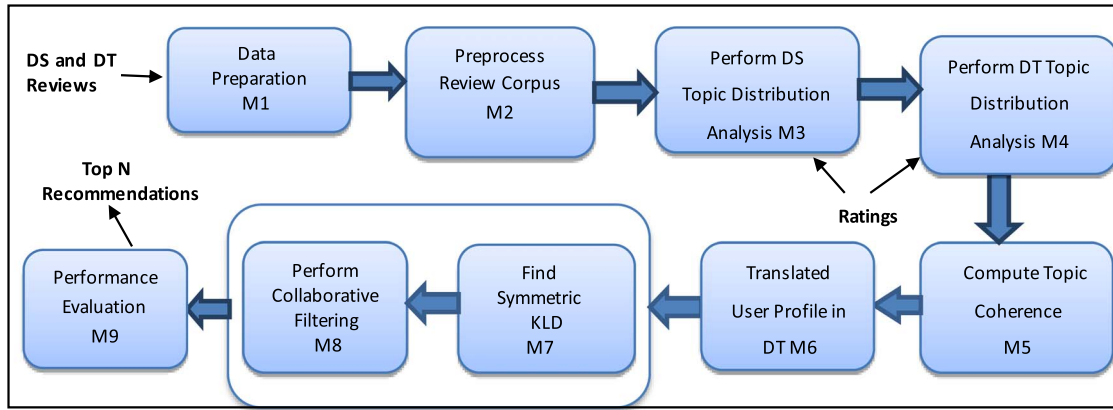 DS and DT
Reviews
Data
Preparation
M1
Preprocess
Review Corpus
M2
Perform DS
Topic Distribution
Analysis M3
Perform DT Topic
Distribution
Analysis M4
Ratings
Top N
Recommendations
Performance
Evaluation
M9
Perform
Collaborative
Filtering
M8
Find
Symmetric
KLD
M7
Translated
User Profile in
DT M6
Compute Topic
Coherence
M5